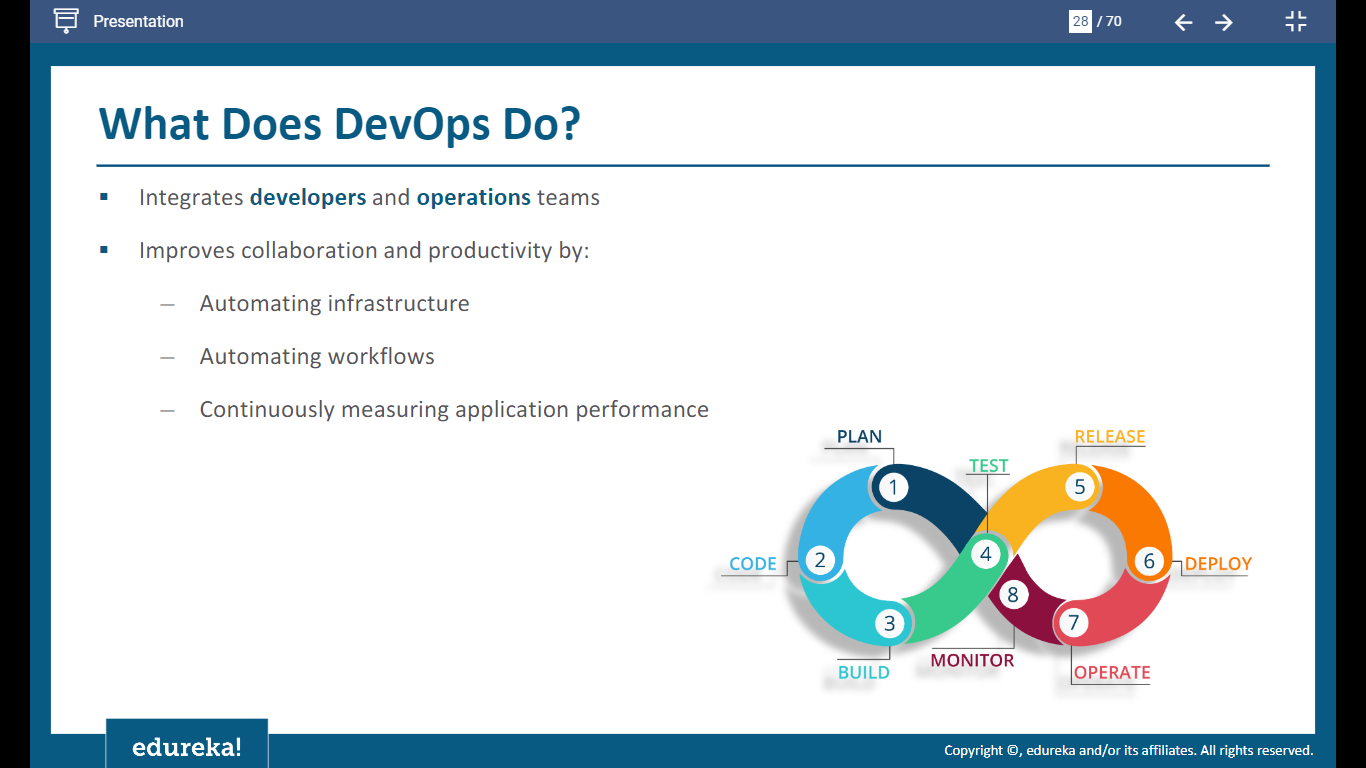 Presentation
28 / 70
What Does DevOps Do?
▪ Integrates developers and operations teams
▪ Improves collaboration and productivity by:
– Automating infrastructure
– Automating workflows
– Continuously measuring application performance
PLAN
RELEASE
TEST
1
5
CODE
2
4
6
DEPLOY
8
3
7
MONITOR
BUILD
OPERATE
edureka!
Copyright ©, edureka and/or its affiliates. All rights reserved.